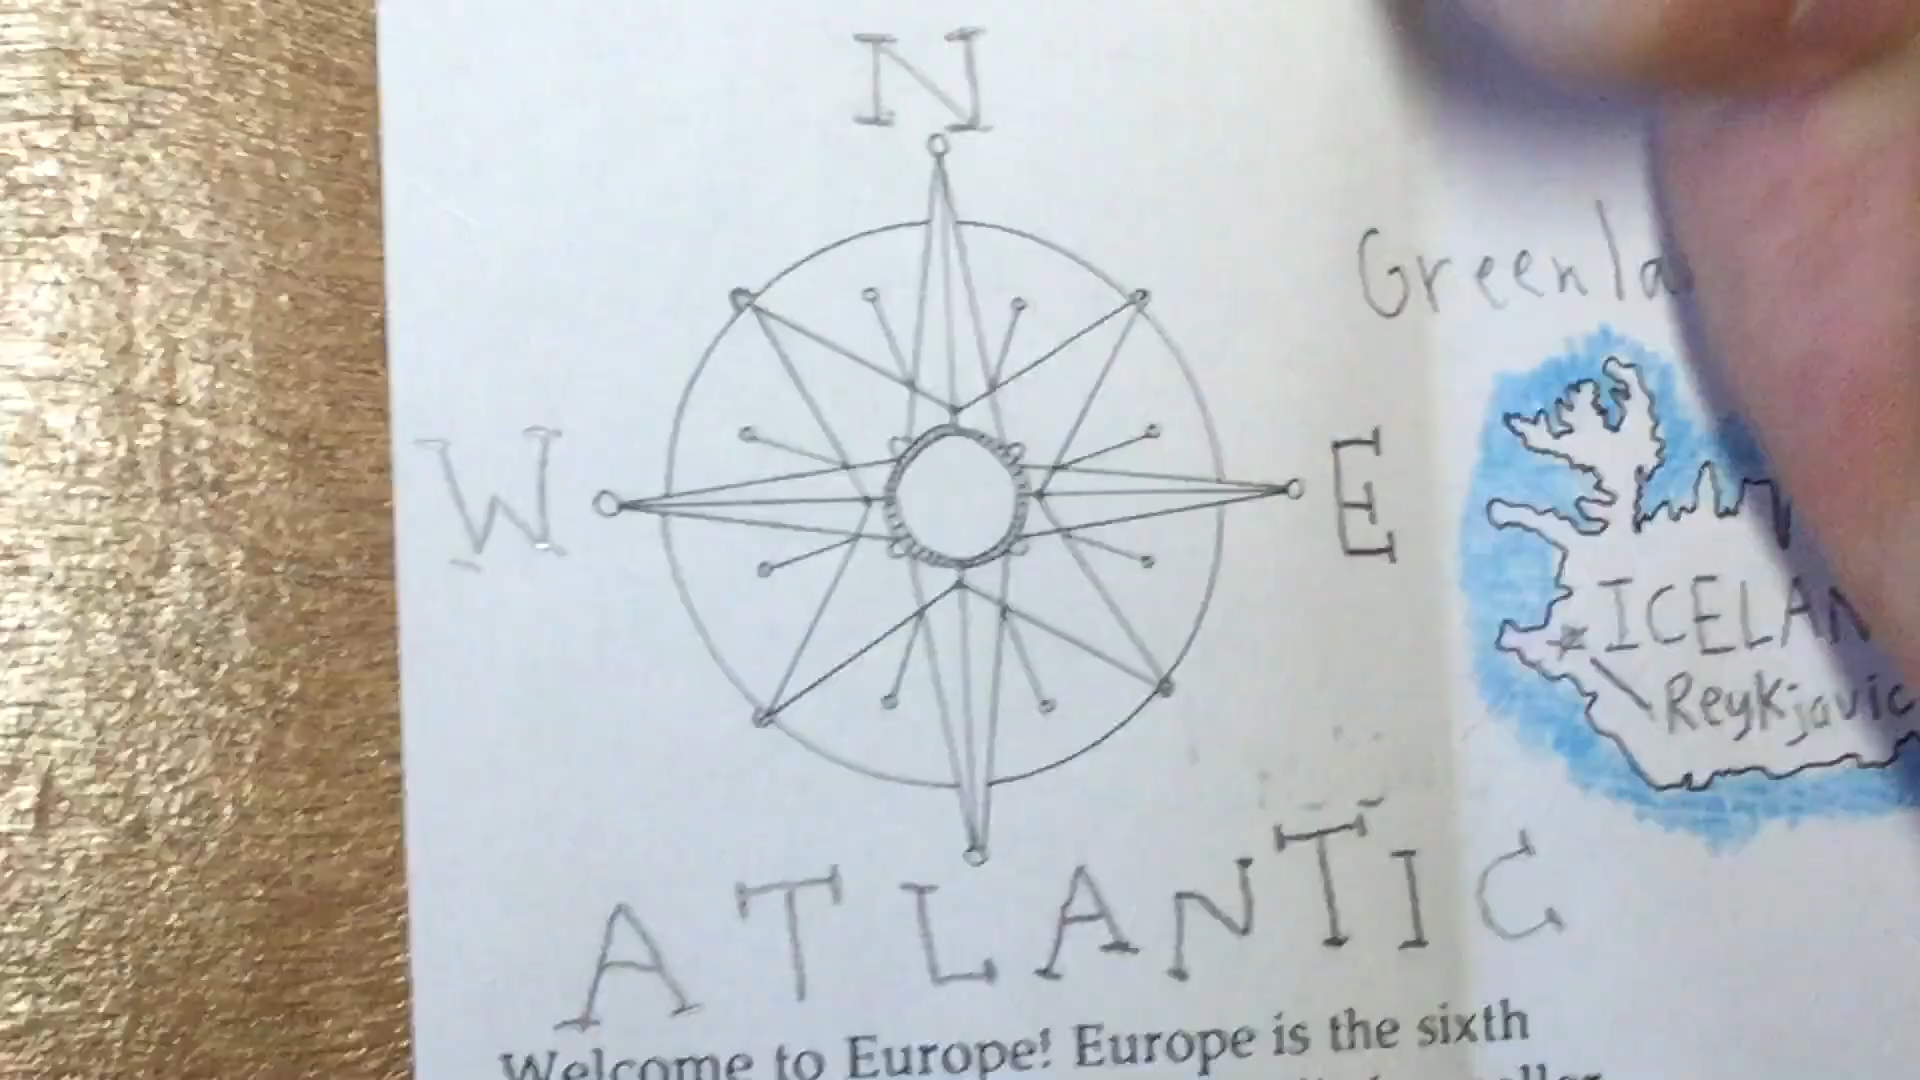 N
Greenla
W
E
ICELAN
Reykjavic
ATLANTIC
Welcome to Europe! Europe is the sixth